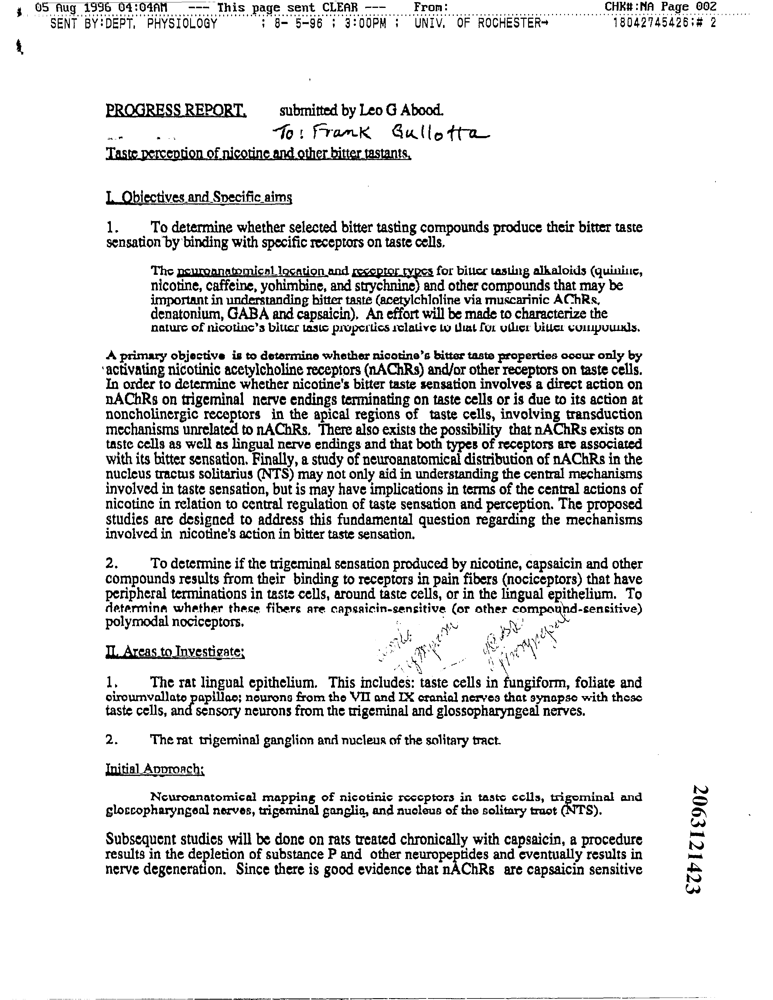 05 Aug 1996 04:04AM --- This page sent CLEAR --- From: CHK#:NA Page 002
SENT BY:DEPT. PHYSIOLOGY ; 8- 5-96 ; 3:00PM ; UNIV. OF ROCHESTER→ 18042745426;# 2
PROGRESS REPORT. submitted by Leo G Abood.
To: Frank Gullotta
Taste perception of nicotine and other bitter tastants.
I. Objectives and Specific aims
1. To determine whether selected bitter tasting compounds produce their bitter taste
sensation by binding with specific receptors on taste cells.
The neuroanatomical location and receptor types for bitter tasting alkaloids (quinine,
nicotine, caffeine, yohimbine, and strychnine) and other compounds that may be
important in understanding bitter taste (acetylchloline via muscarinic AChRs,
denatonium, GABA and capsaicin). An effort will be made to characterize the
nature of nicotine's bitter taste properties relative to that for other bitter compounds.
A primary objective is to determine whether nicotine's bitter taste properties occur only by
activating nicotinic acetylcholine receptors (nAChRs) and/or other receptors on taste cells.
In order to determine whether nicotine's bitter taste sensation involves a direct action on
nAChRs on trigeminal nerve endings terminating on taste cells or is due to its action at
noncholinergic receptors in the apical regions of taste cells, involving transduction
mechanisms unrelated to nAChRs. There also exists the possibility that nAChRs exists on
taste cells as well as lingual nerve endings and that both types of receptors are associated
with its bitter sensation. Finally, a study of neuroanatomical distribution of nAChRs in the
nucleus tractus solitarius (NTS) may not only aid in understanding the central mechanisms
involved in taste sensation, but is may have implications in terms of the central actions of
nicotine in relation to central regulation of taste sensation and perception. The proposed
studies are designed to address this fundamental question regarding the mechanisms
involved in nicotine's action in bitter taste sensation.
2. To determine if the trigeminal sensation produced by nicotine, capsaicin and other
compounds results from their binding to receptors in pain fibers (nociceptors) that have
peripheral terminations in taste cells, around taste cells, or in the lingual epithelium. To
determine whether these fibers are capsaicin-sensitive (or other compound-sensitive)
polymodal nociceptors.
II. Areas to Investigate:
1. The rat lingual epithelium. This includes: taste cells in fungiform, foliate and
circumvallate papillae; neurons from the VII and IX cranial nerves that synapse with these
taste cells, and sensory neurons from the trigeminal and glossopharyngeal nerves.
2. The rat trigeminal ganglion and nucleus of the solitary tract.
Initial Approach:
Neuroanatomical mapping of nicotinic receptors in taste cells, trigeminal and
glossopharyngeal nerves, trigeminal ganglia, and nucleus of the solitary tract (NTS).
Subsequent studies will be done on rats treated chronically with capsaicin, a procedure
results in the depletion of substance P and other neuropeptides and eventually results in
nerve degeneration. Since there is good evidence that nAChRs are capsaicin sensitive
2063121423